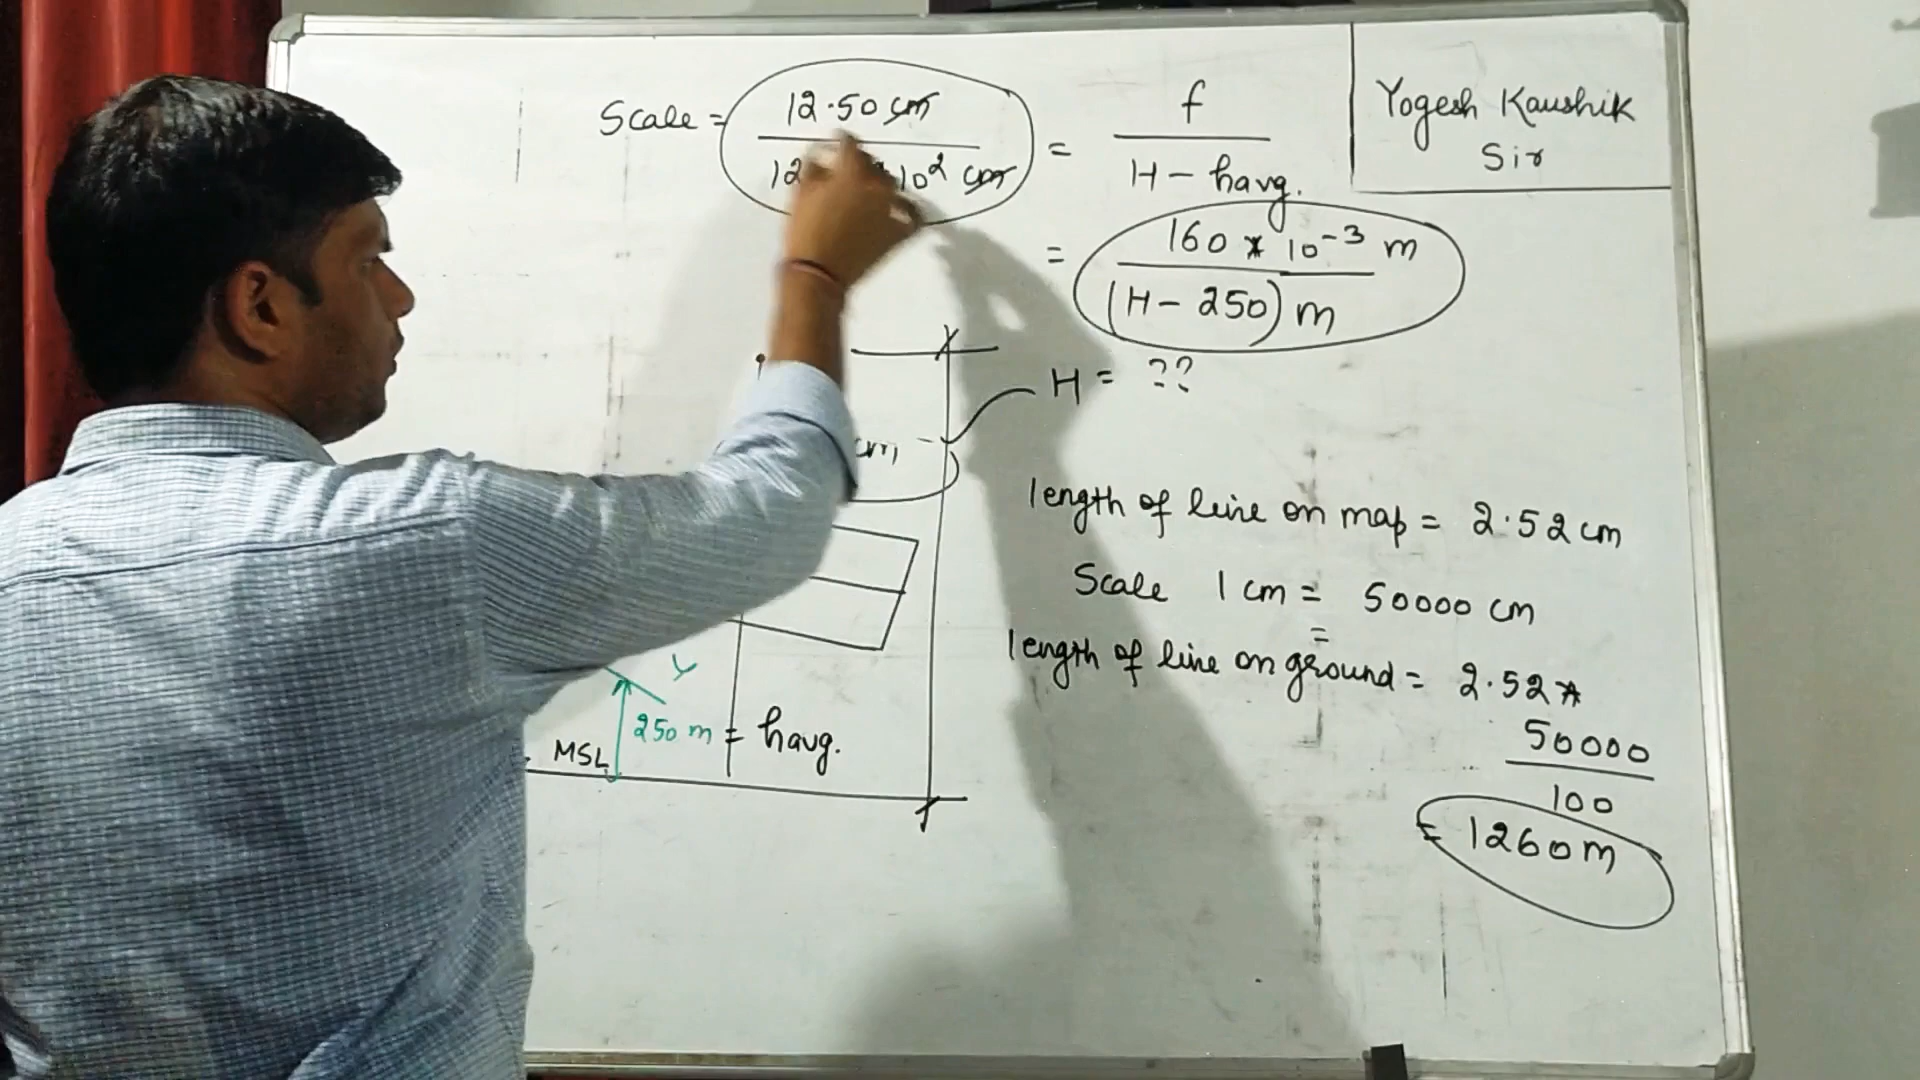 Scale = 12.50 cm / 12 10² cm = f / H - havg.
Yogesh Kaushik
Sir
= 160 * 10⁻³ m / (H - 250) m
H = ??
cm
length of line on map = 2.52 cm
Scale 1 cm = 50000 cm
=
length of line on ground = 2.52 *
50000
100
= 1260 m
250 m = havg.
MSL